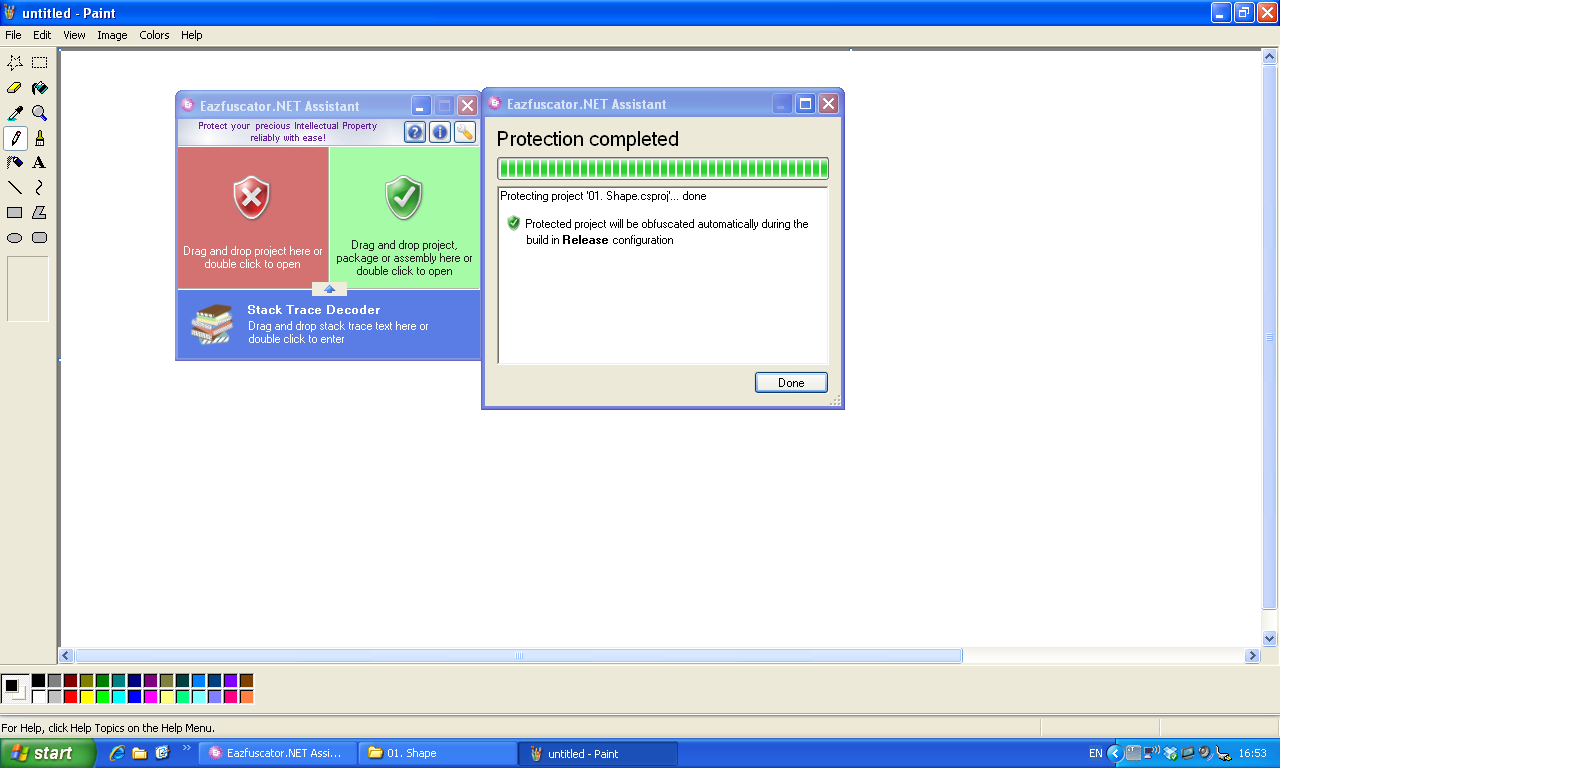 untitled - Paint
File Edit View Image Colors Help
Eazfuscator.NET Assistant
Protect your precious Intellectual Property
reliably with ease!
Drag and drop project here or
double click to open
Drag and drop project,
package or assembly here or
double click to open
Stack Trace Decoder
Drag and drop stack trace text here or
double click to enter
Eazfuscator.NET Assistant
Protection completed
Protecting project '01. Shape.csproj'... done
Protected project will be obfuscated automatically during the
build in Release configuration
Done
For Help, click Help Topics on the Help Menu.
start
Eazfuscator.NET Assi...
01. Shape
untitled - Paint
EN
16:53